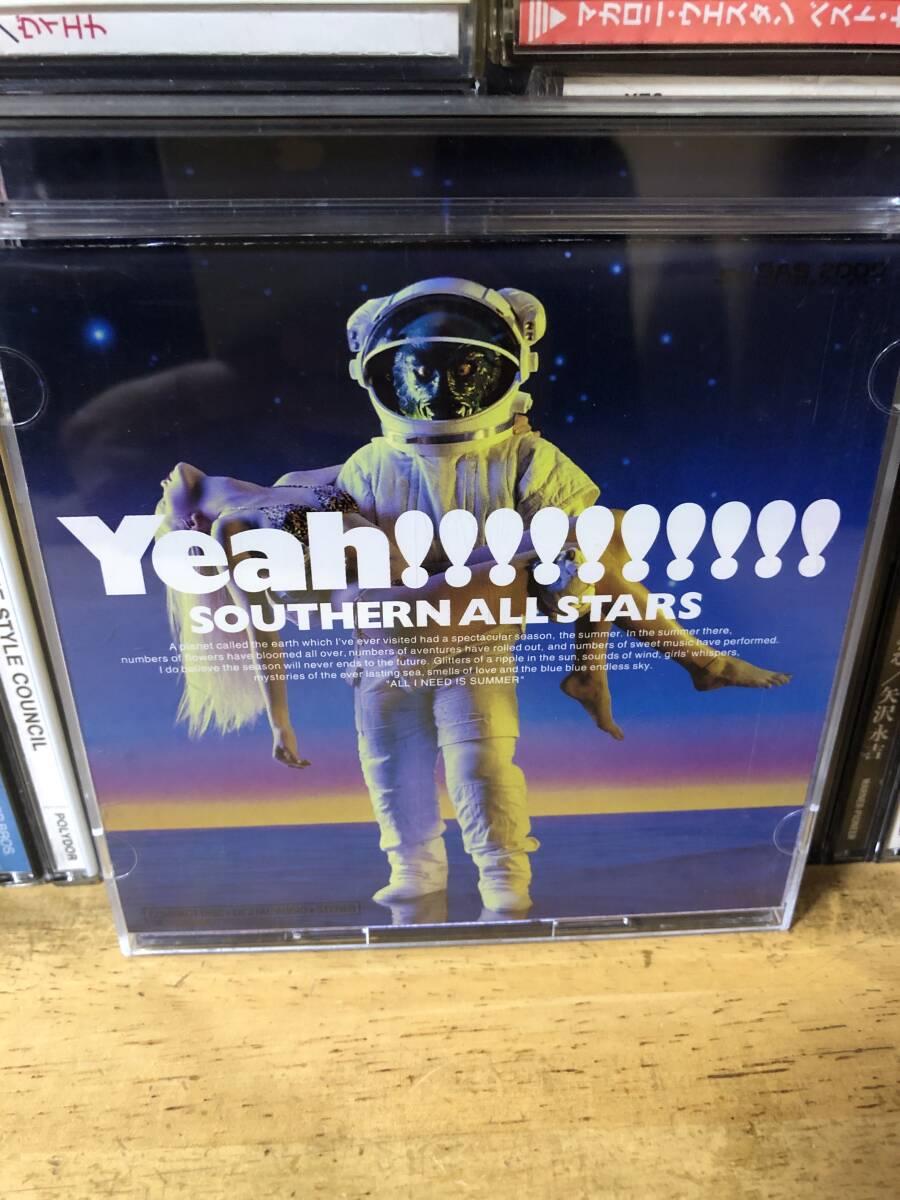 ヴィエナ
マカロニ・ウエスタン ベスト・
SAS 2000
Yeah!!!!!!!!!!
SOUTHERN ALL STARS
A planet called the earth which I've ever visited had a spectacular season, the summer. In the summer there,
numbers of flowers have bloomed all over, numbers of aventures have rolled out, and numbers of sweet music have performed.
I do believe the season will never ends to the future. Glitters of a ripple in the sun, sounds of wind, girls' whispers,
mysteries of the ever lasting sea, smells of love and the blue blue endless sky.
"ALL I NEED IS SUMMER"
STYLE COUNCIL
POLYDOR
矢沢永吉